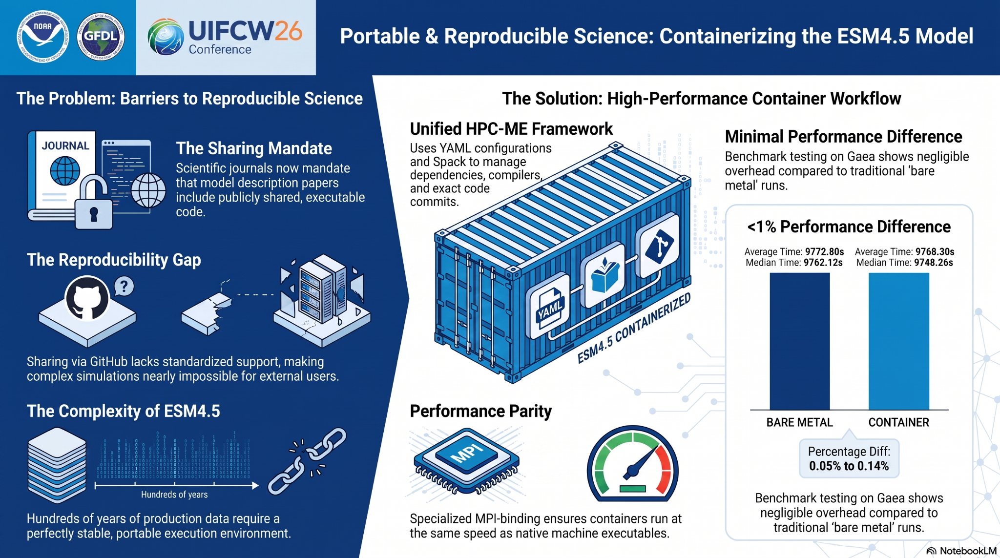 NOAA
GFDL
UIFCW26
Conference
Portable & Reproducible Science: Containerizing the ESM4.5 Model
The Problem: Barriers to Reproducible Science
JOURNAL
The Sharing Mandate
Scientific journals now mandate
that model description papers
include publicly shared, executable
code.
The Reproducibility Gap
?
Sharing via GitHub lacks standardized support, making
complex simulations nearly impossible for external users.
The Complexity of ESM4.5
Hundreds of years
Hundreds of years of production data require a
perfectly stable, portable execution environment.
The Solution: High-Performance Container Workflow
Unified HPC-ME Framework
Uses YAML configurations
and Spack to manage
dependencies, compilers,
and exact code
commits.
YAML
ESM4.5 CONTAINERIZED
Performance Parity
MPI
Specialized MPI-binding ensures containers run at
the same speed as native machine executables.
Minimal Performance Difference
Benchmark testing on Gaea shows negligible
overhead compared to traditional ‘bare
metal' runs.
<1% Performance Difference
Average Time: 9772.80s
Median Time: 9762.12s
Average Time: 9768.30s
Median Time: 9748.26s
BARE METAL
CONTAINER
Percentage Diff:
0.05% to 0.14%
Benchmark testing on Gaea shows
negligible overhead compared to
traditional ‘bare metal’ runs.
NotebookLM